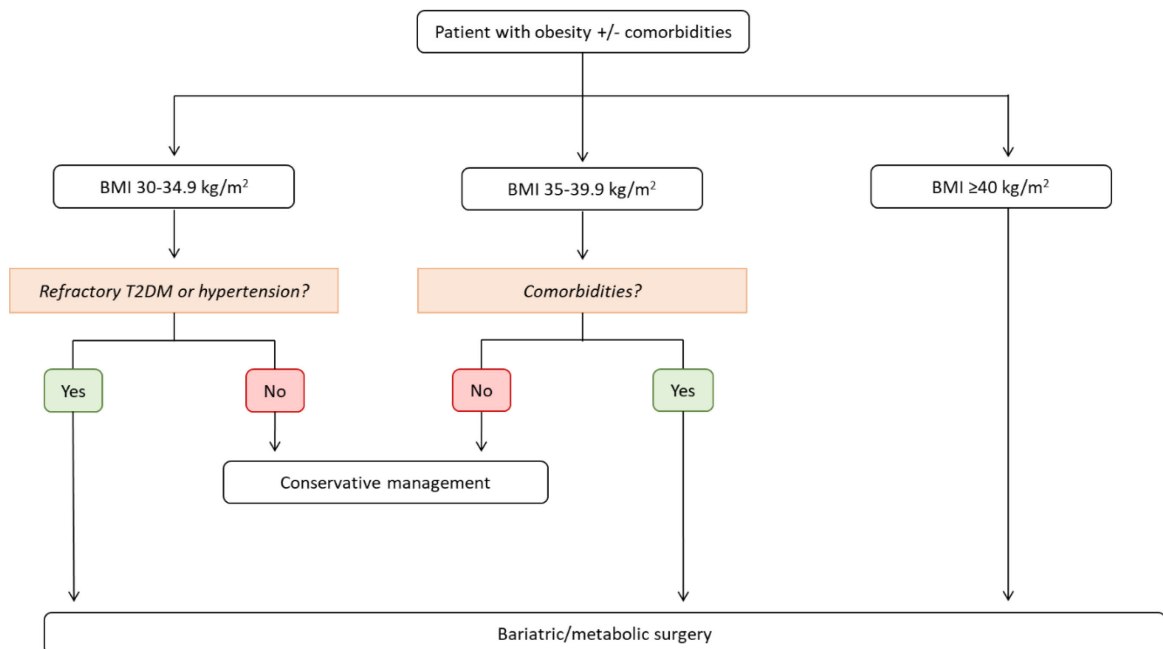 Patient with obesity +/- comorbidities
BMI 30-34.9 kg/m²
BMI 35-39.9 kg/m²
BMI ≥40 kg/m²
Refractory T2DM or hypertension?
Comorbidities?
Yes
No
No
Yes
Conservative management
Bariatric/metabolic surgery